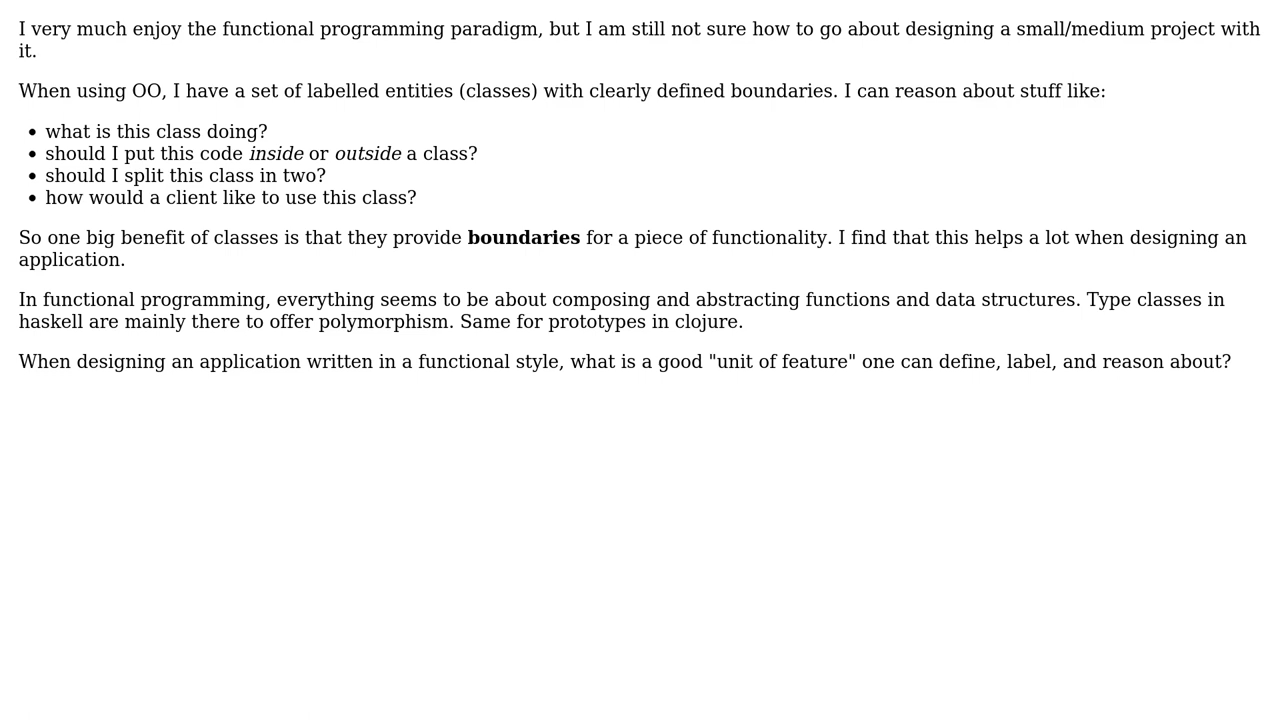 I very much enjoy the functional programming paradigm, but I am still not sure how to go about designing a small/medium project with
it.
When using OO, I have a set of labelled entities (classes) with clearly defined boundaries. I can reason about stuff like:
• what is this class doing?
• should I put this code inside or outside a class?
• should I split this class in two?
• how would a client like to use this class?
So one big benefit of classes is that they provide boundaries for a piece of functionality. I find that this helps a lot when designing an
application.
In functional programming, everything seems to be about composing and abstracting functions and data structures. Type classes in
haskell are mainly there to offer polymorphism. Same for prototypes in clojure.
When designing an application written in a functional style, what is a good "unit of feature" one can define, label, and reason about?